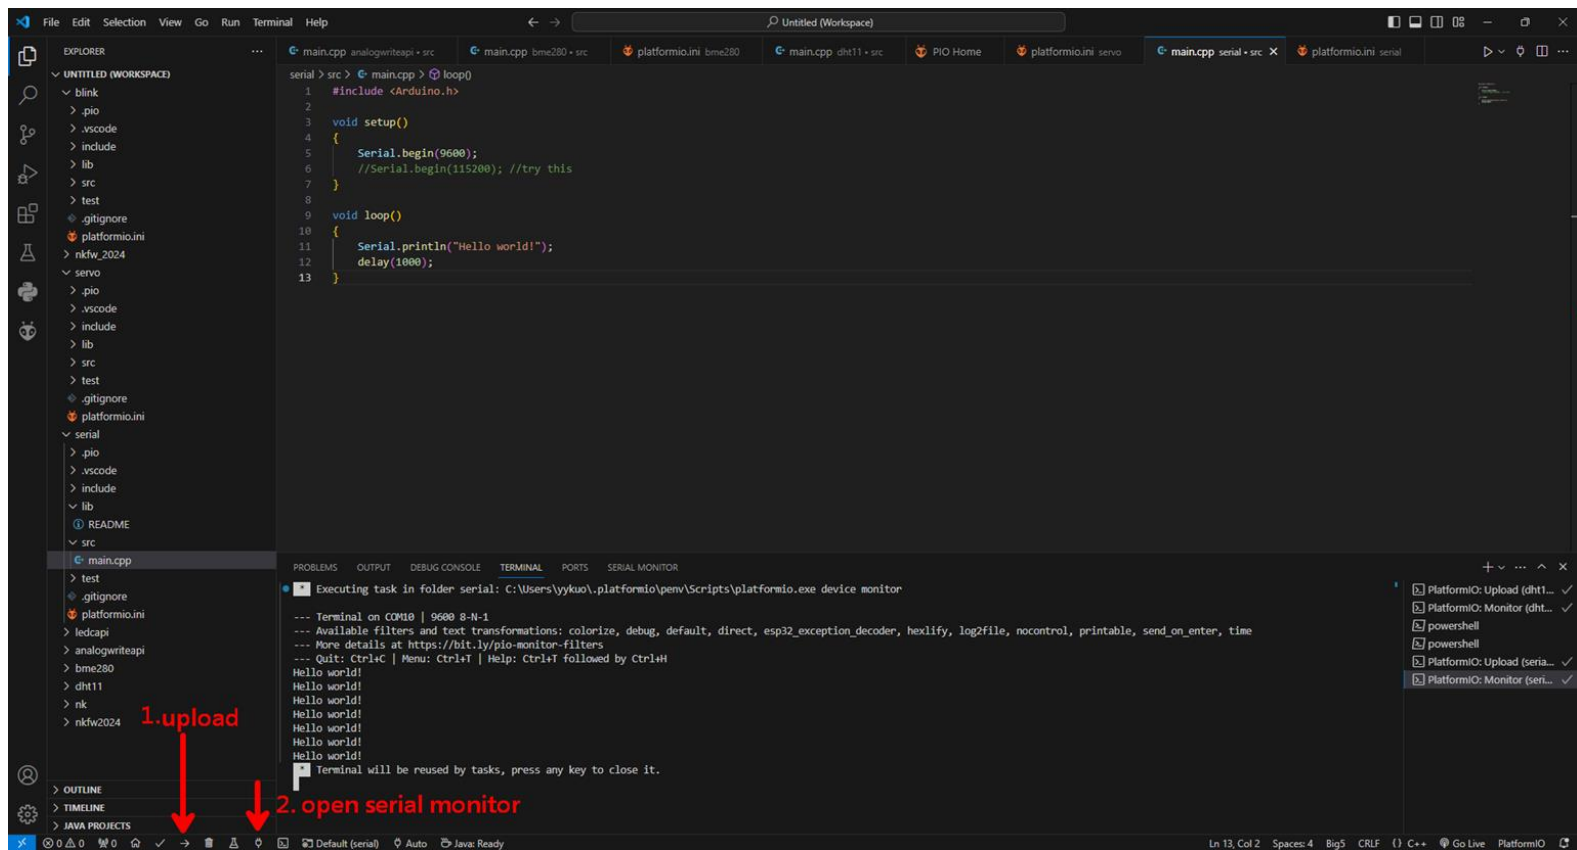 File Edit Selection View Go Run Terminal Help
Untitled (Workspace)
EXPLORER
UNTITLED (WORKSPACE)
blink
.pio
.vscode
include
lib
src
test
.gitignore
platformio.ini
nkfw_2024
servo
.pio
.vscode
include
lib
src
test
.gitignore
platformio.ini
serial
.pio
.vscode
include
lib
README
src
main.cpp
test
.gitignore
platformio.ini
ledcapi
analogwriteapi
bme280
dht11
nk
nkfw2024
OUTLINE
TIMELINE
JAVA PROJECTS
main.cpp analogwriteapi • src main.cpp bme280 • src platformio.ini bme280 main.cpp dht11 • src PIO Home platformio.ini servo main.cpp serial • src platformio.ini serial
serial > src > main.cpp > loop()
1 #include <Arduino.h>
2
3 void setup()
4 {
5 Serial.begin(9600);
6 //Serial.begin(115200); //try this
7 }
8
9 void loop()
10 {
11 Serial.println("Hello world!");
12 delay(1000);
13 }
PROBLEMS OUTPUT DEBUG CONSOLE TERMINAL PORTS SERIAL MONITOR
* Executing task in folder serial: C:\Users\yykuo\.platformio\penv\Scripts\platformio.exe device monitor
--- Terminal on COM10 | 9600 8-N-1
--- Available filters and text transformations: colorize, debug, default, direct, esp32_exception_decoder, hexlify, log2file, nocontrol, printable, send_on_enter, time
--- More details at https://bit.ly/pio-monitor-filters
--- Quit: Ctrl+C | Menu: Ctrl+T | Help: Ctrl+T followed by Ctrl+H
Hello world!
Hello world!
Hello world!
Hello world!
Hello world!
Hello world!
Hello world!
* Terminal will be reused by tasks, press any key to close it.
PlatformIO: Upload (dht1...
PlatformIO: Monitor (dht...
powershell
powershell
PlatformIO: Upload (seria...
PlatformIO: Monitor (seri...
1.upload
2. open serial monitor
0 0 0 Default (serial) Auto Java: Ready Ln 13, Col 2 Spaces: 4 Big5 CRLF {} C++ Go Live PlatformIO